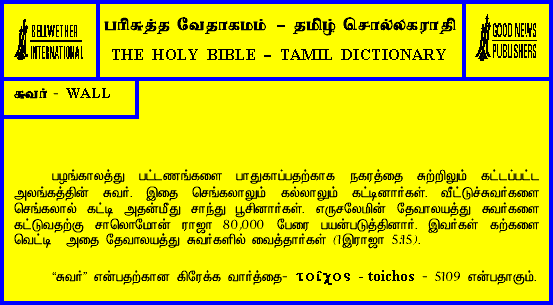 BELLWETHER
INTERNATIONAL
பரிசுத்த வேதாகமம் – தமிழ் சொல்லகராதி
THE HOLY BIBLE – TAMIL DICTIONARY
GOOD NEWS
PUBLISHERS
சுவர் - WALL
பழங்காலத்து பட்டணங்களை பாதுகாப்பதற்காக நகரத்தை சுற்றிலும் கட்டப்பட்ட
அலங்கத்தின் சுவர். இதை செங்கலாலும் கல்லாலும் கட்டினார்கள். வீட்டுச்சுவர்களை
செங்கலால் கட்டி அதன்மீது சாந்து பூசினார்கள். எருசலேமின் தேவாலயத்து சுவர்களை
கட்டுவதற்கு சாலொமோன் ராஜா 80,000 பேரை பயன்படுத்தினார். இவர்கள் கற்களை
வெட்டி அதை தேவாலயத்து சுவர்களில் வைத்தார்கள் (1இராஜா 5:15).
“சுவர்” என்பதற்கான கிரேக்க வார்த்தை- τοῖχος - toichos – 5109 என்பதாகும்.